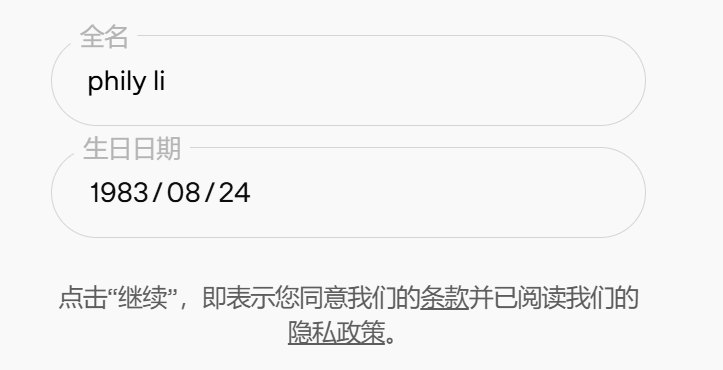 全名
phily li
生日日期
1983/08/24
点击“继续”，即表示您同意我们的条款并已阅读我们的
隐私政策。